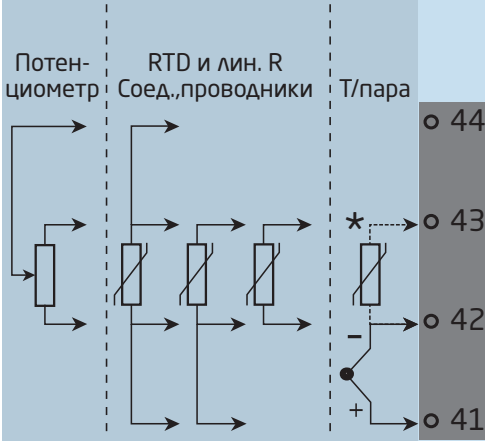 Потен-
циометр
RTD и лин. R
Соед.,проводники
Т/пара
44
*
43
42
−
+
41